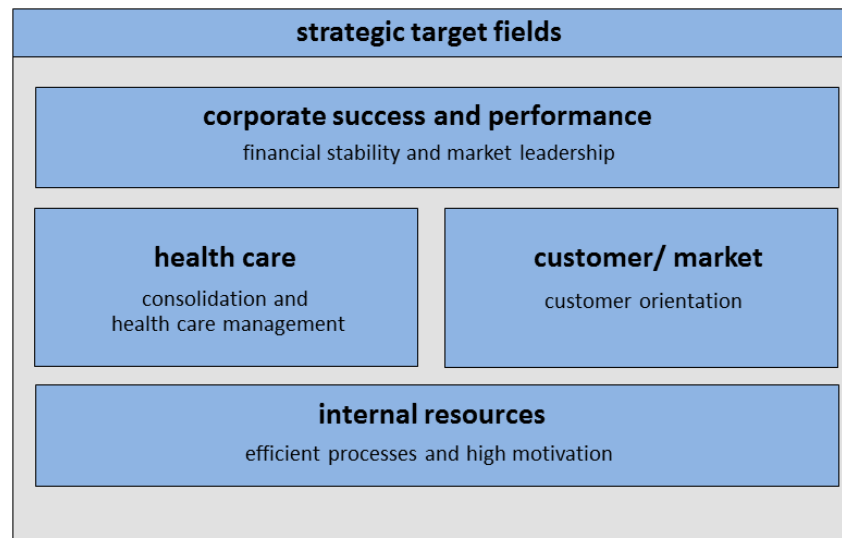 strategic target fields
corporate success and performance
financial stability and market leadership
health care
consolidation and
health care management
customer/ market
customer orientation
internal resources
efficient processes and high motivation